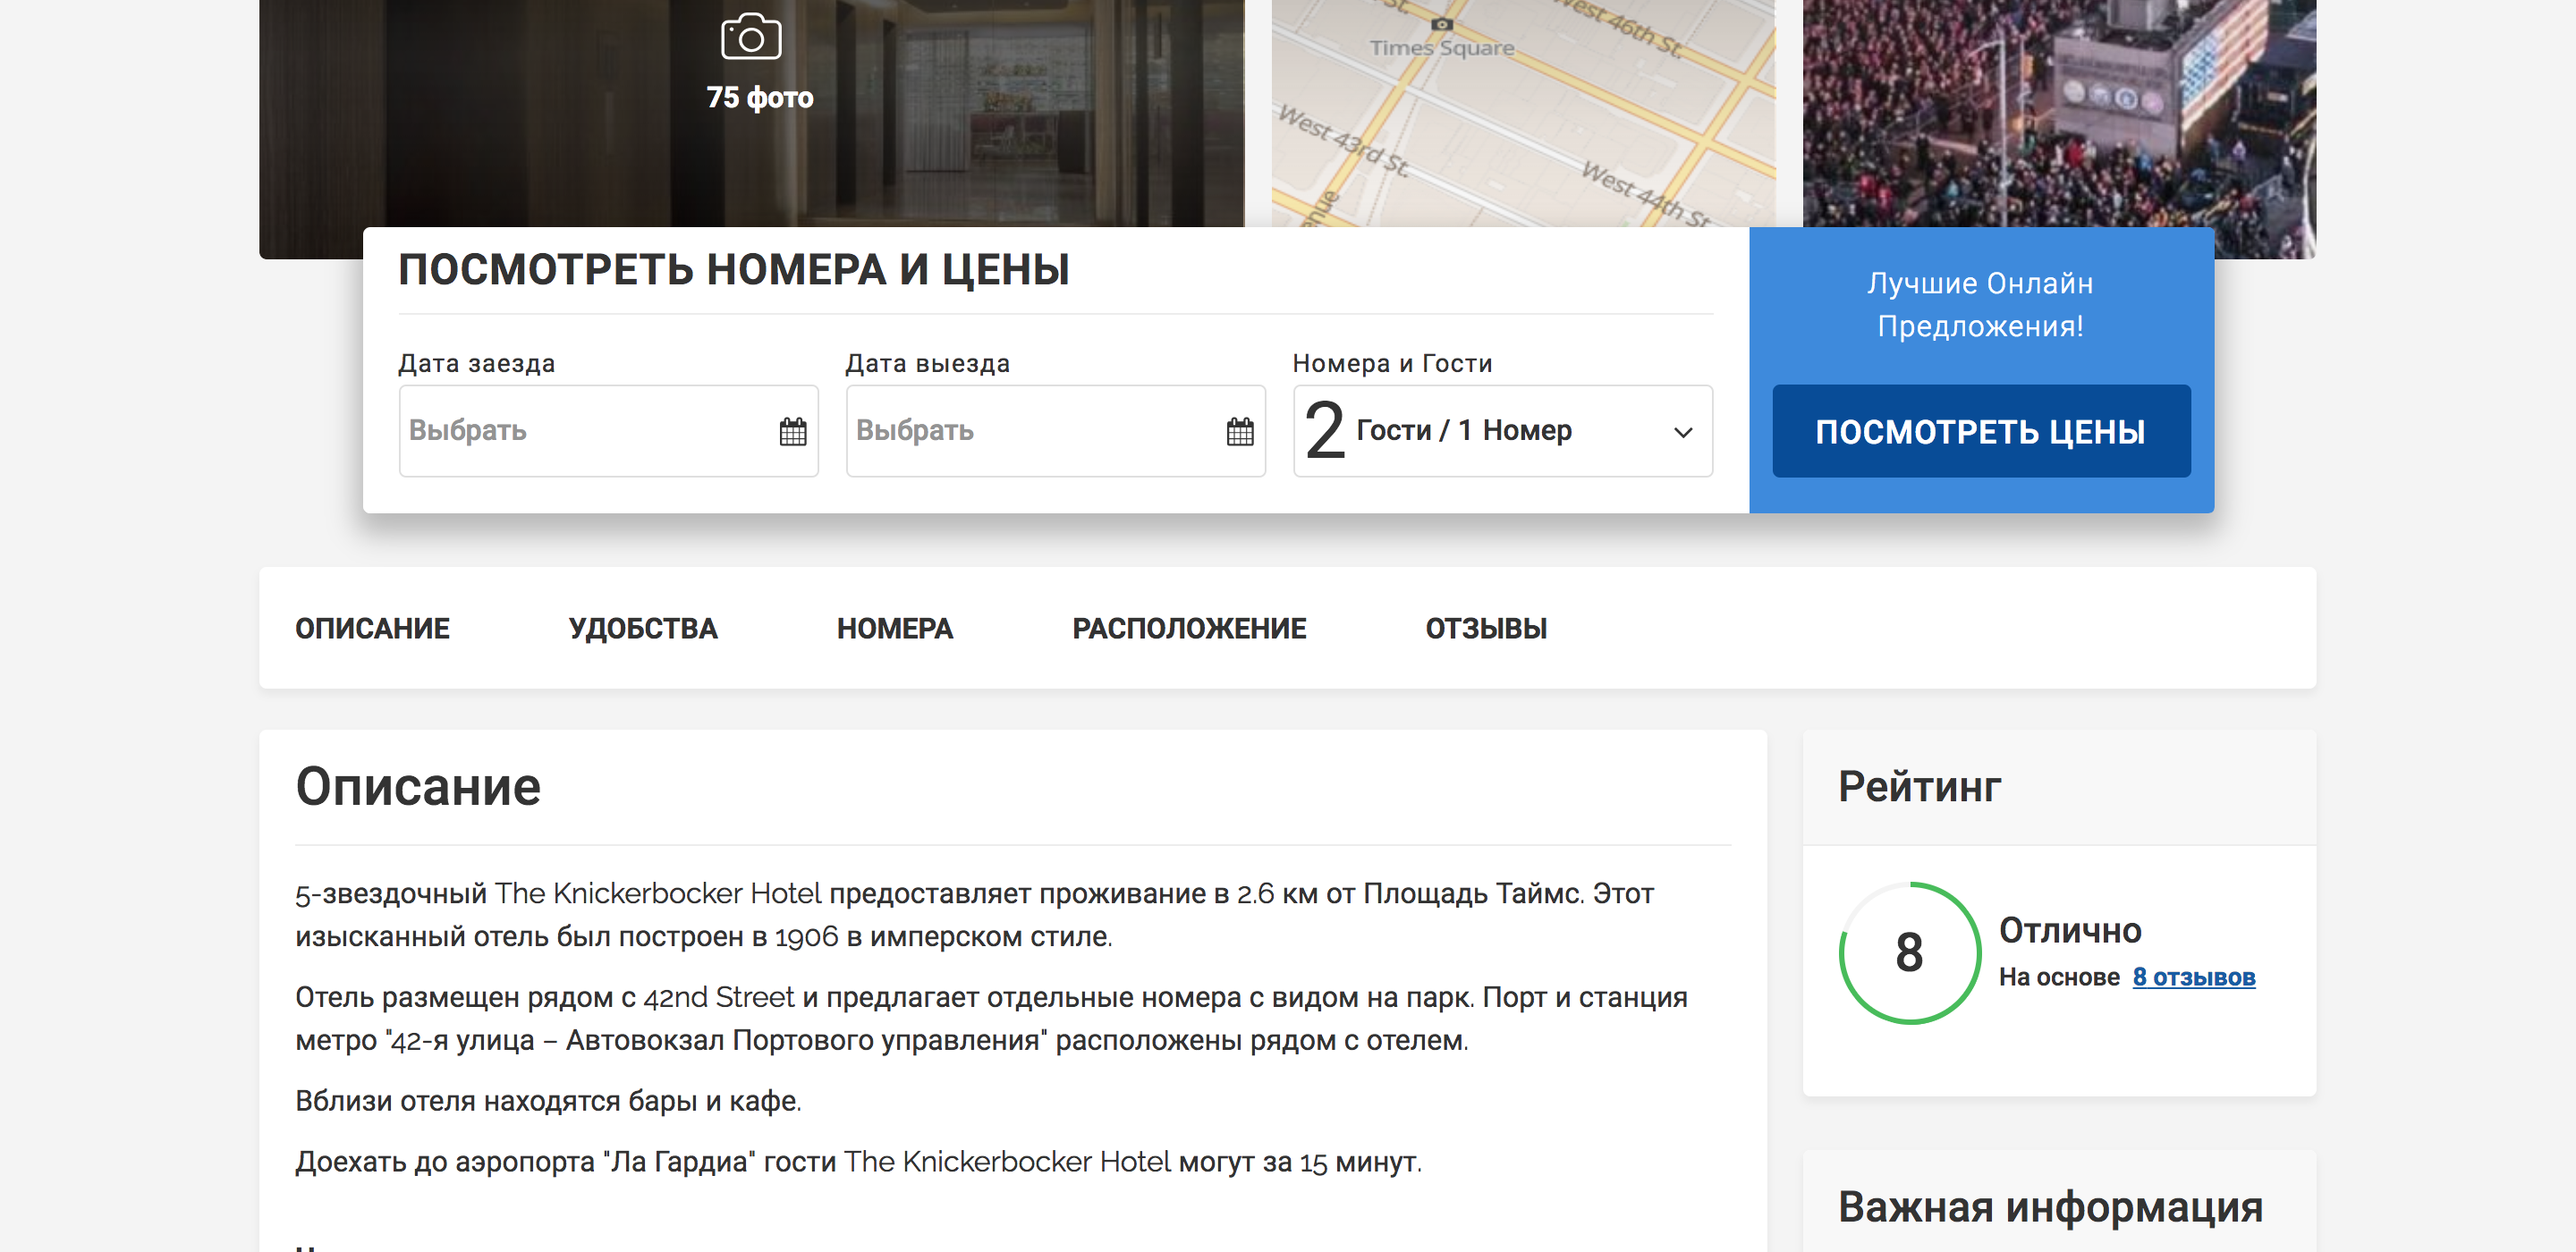 75 фото
St.
West 46th St.
Times Square
West 43rd St.
West 44th St.
ПОСМОТРЕТЬ НОМЕРА И ЦЕНЫ
Лучшие Онлайн
Предложения!
Дата заезда
Дата выезда
Номера и Гости
Выбрать
Выбрать
2 Гости / 1 Номер
ПОСМОТРЕТЬ ЦЕНЫ
ОПИСАНИЕ УДОБСТВА НОМЕРА РАСПОЛОЖЕНИЕ ОТЗЫВЫ
Описание
5-звездочный The Knickerbocker Hotel предоставляет проживание в 2.6 км от Площадь Таймс. Этот
изысканный отель был построен в 1906 в имперском стиле.
Отель размещен рядом с 42nd Street и предлагает отдельные номера с видом на парк. Порт и станция
метро "42-я улица – Автовокзал Портового управления" расположены рядом с отелем.
Вблизи отеля находятся бары и кафе.
Доехать до аэропорта "Ла Гардиа" гости The Knickerbocker Hotel могут за 15 минут.
Рейтинг
8
Отлично
На основе 8 отзывов
Важная информация